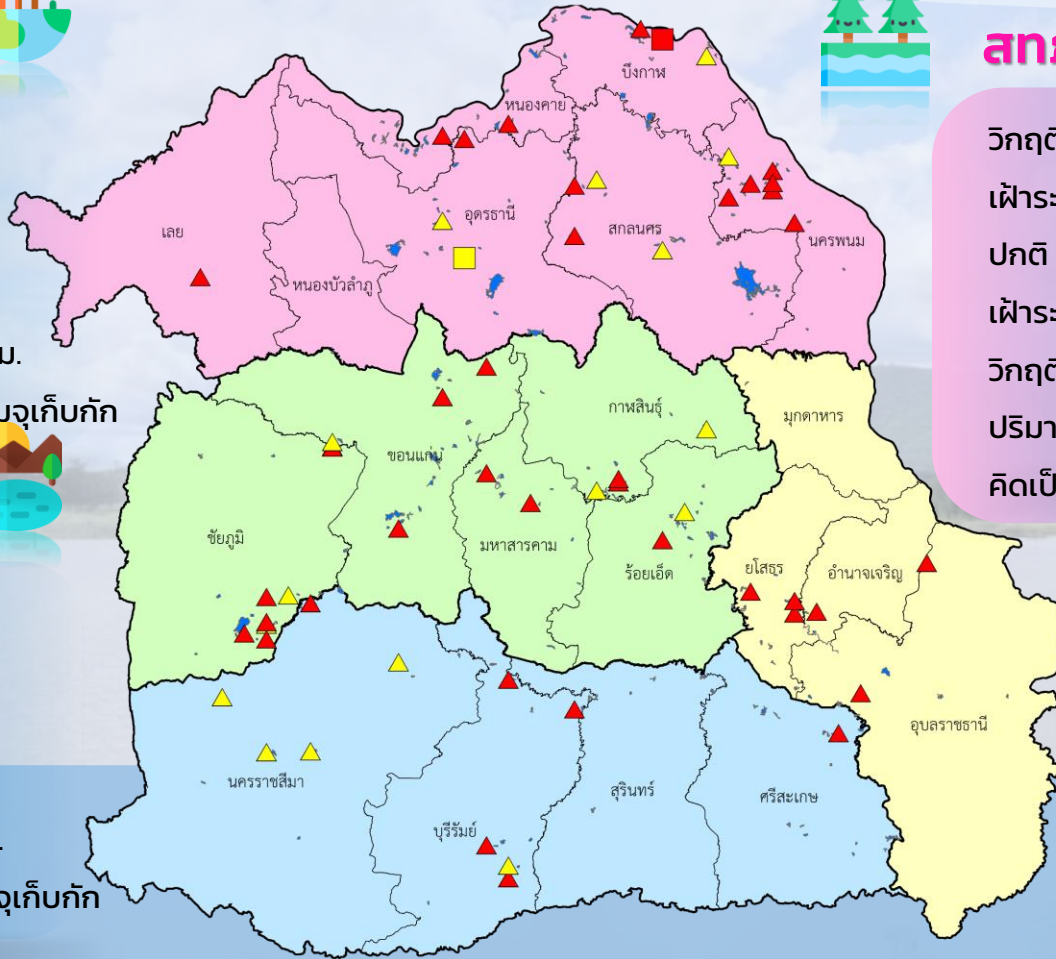 สทภ
วิกฤติ
เฝ้าระ
ปกติ
เฝ้าระ
วิกฤติ
ปริมา
คิดเป็
บึงกาฬ
หนองคาย
เลย
อุดรธานี
สกลนคร
นครพนม
หนองบัวลำภู
ม.
มจุเก็บกัก
กาฬสินธุ์
มุกดาหาร
ขอนแก่น
ชัยภูมิ
มหาสารคาม
ร้อยเอ็ด
ยโสธร
อำนาจเจริญ
อุบลราชธานี
นครราชสีมา
สุรินทร์
ศรีสะเกษ
บุรีรัมย์
.
จุเก็บกัก